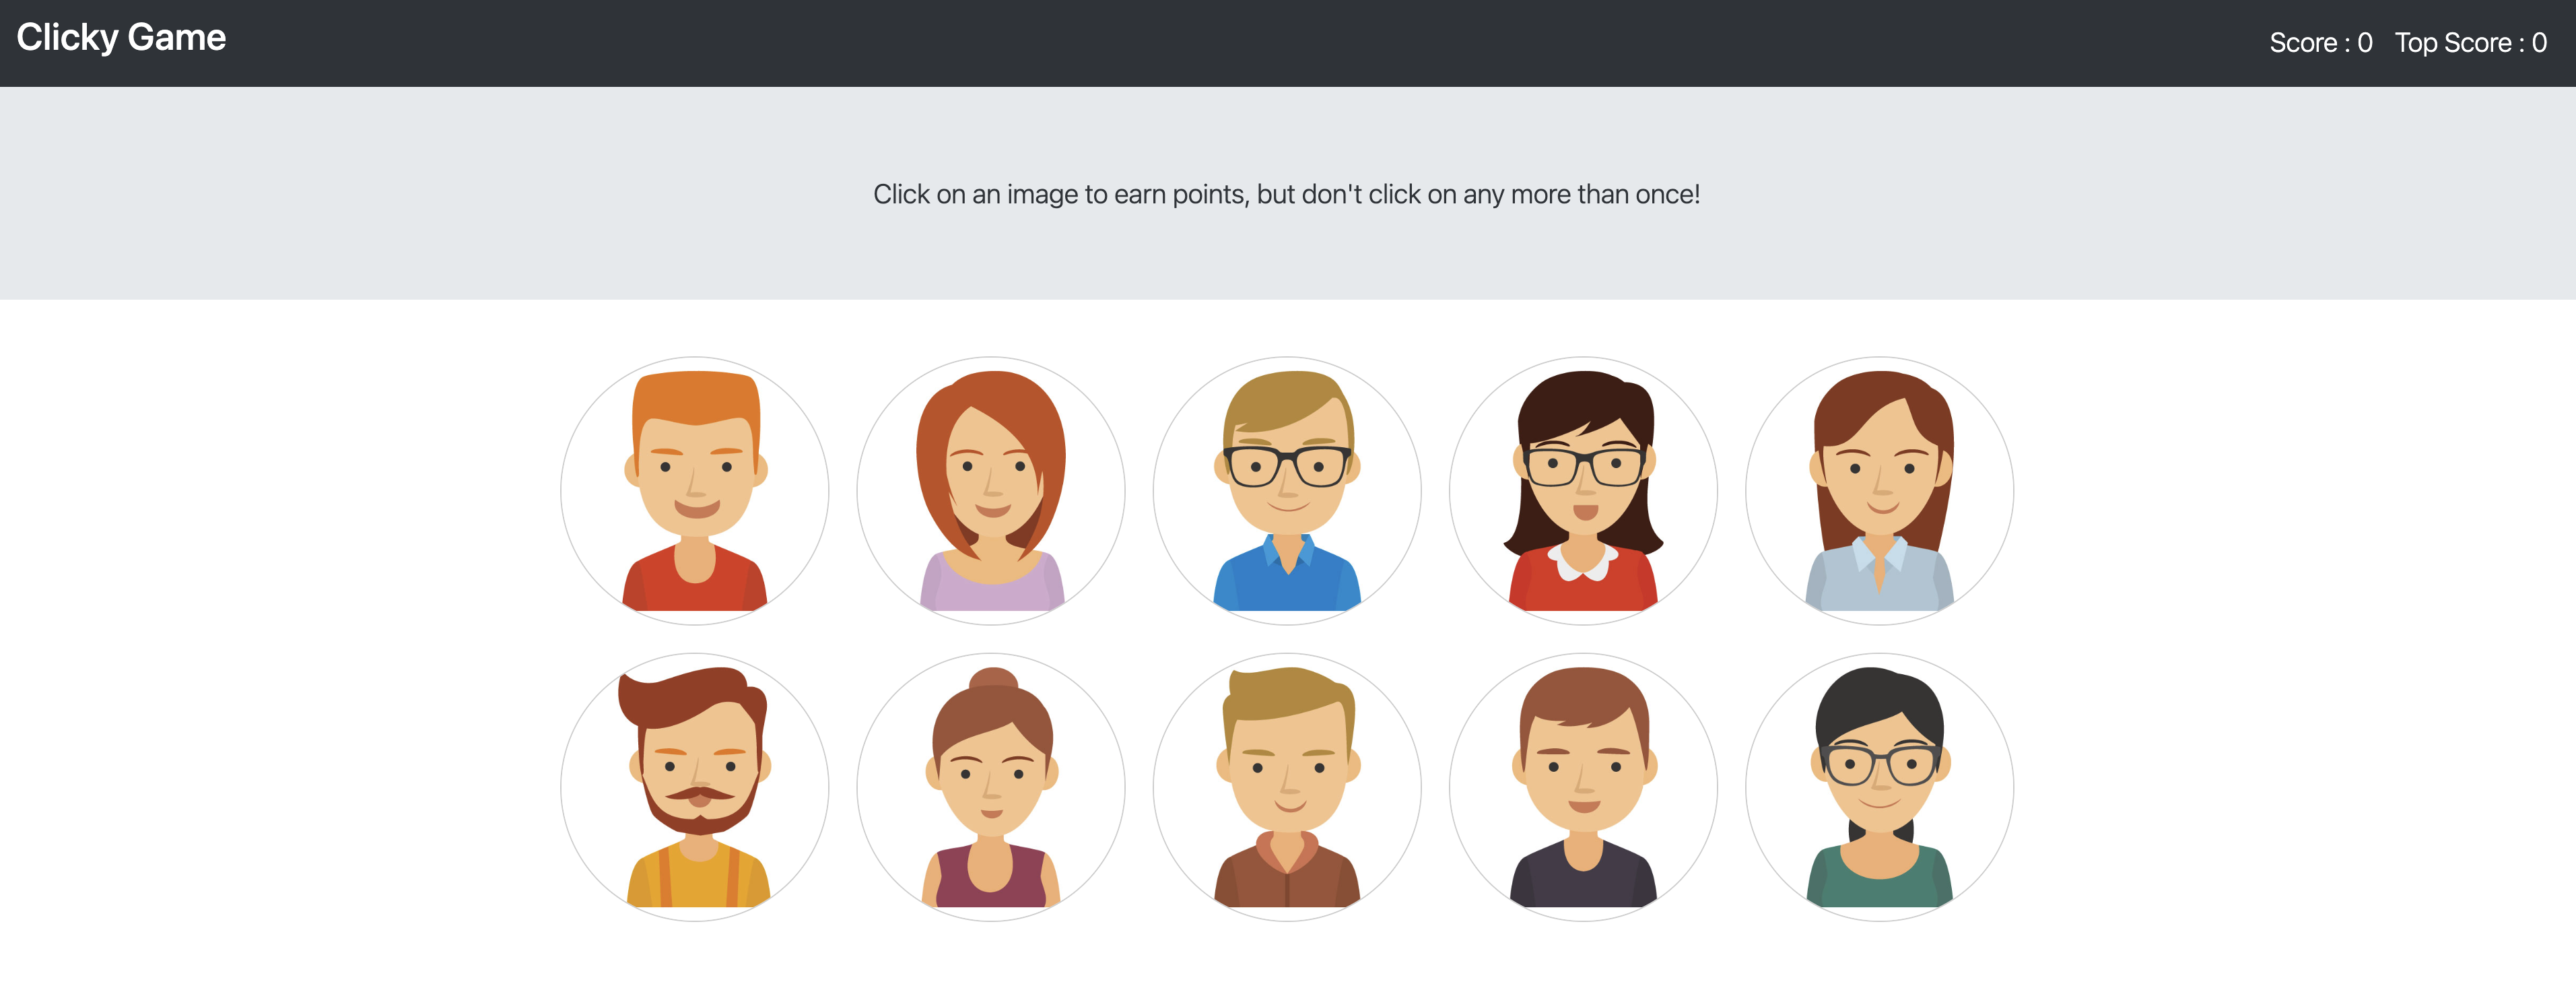 Clicky Game
Score : 0 Top Score : 0
Click on an image to earn points, but don't click on any more than once!